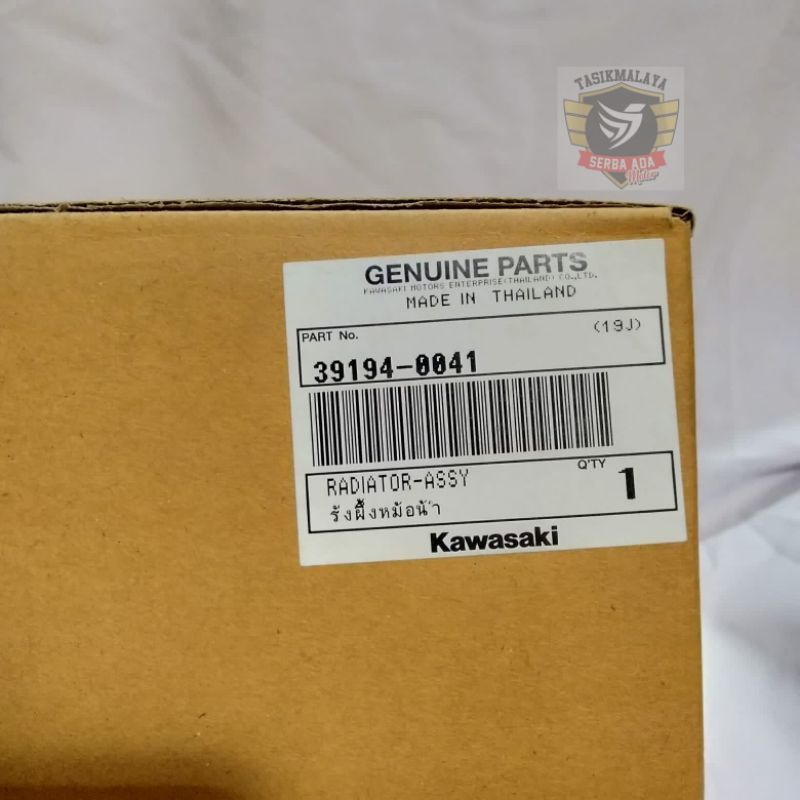 TASIKMALAYA
SERBA ADA
Motor
GENUINE PARTS
KAWASAKI MOTORS ENTERPRISE(THAILAND) CO.,LTD.
MADE IN THAILAND
PART No.
(19J)
39194-0041
RADIATOR-ASSY
Q'TY
1
รังผึ้งหม้อน้ำ
Kawasaki